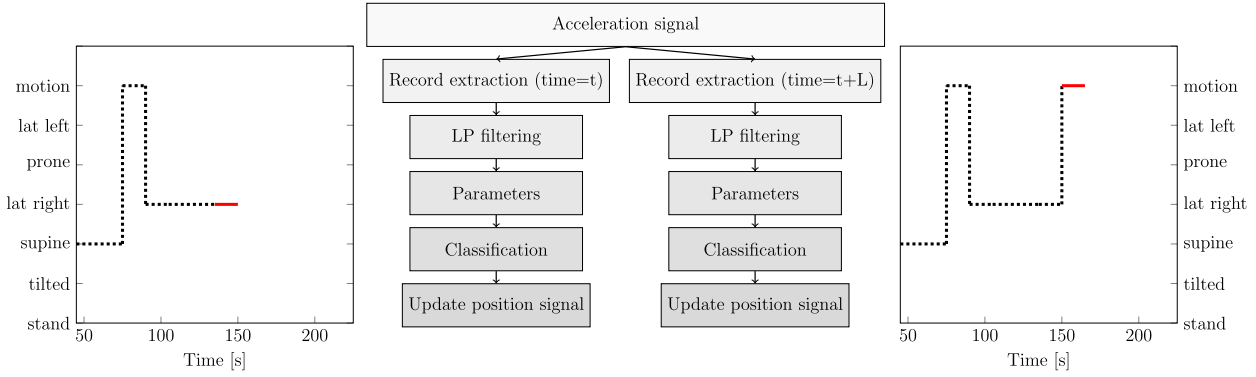 Acceleration signal
Record extraction (time=t)
Record extraction (time=t+L)
LP filtering
LP filtering
Parameters
Parameters
Classification
Classification
Update position signal
Update position signal
motion
lat left
prone
lat right
supine
tilted
stand
50 100 150 200
Time [s]
motion
lat left
prone
lat right
supine
tilted
stand
50 100 150 200
Time [s]